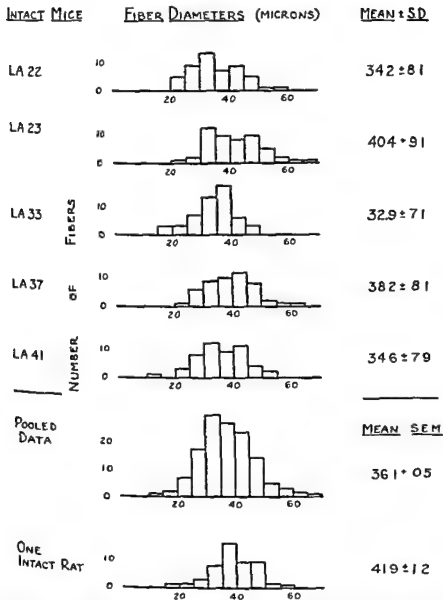 INTACT MICE FIBER DIAMETERS (MICRONS) MEAN ± S.D
LA 22 10 0 20 40 60 342 ± 81
LA 23 10 0 20 40 60 404 + 91
LA 33 10 0 20 40 60 32.9 ± 71
LA 37 10 0 20 40 60 382 ± 81
LA 41 10 0 20 40 60 346 ± 79
NUMBER OF FIBERS
POOLED DATA 20 10 0 20 40 60 MEAN SEM
361 + 05
ONE INTACT RAT 10 0 20 40 60 419 ± 12